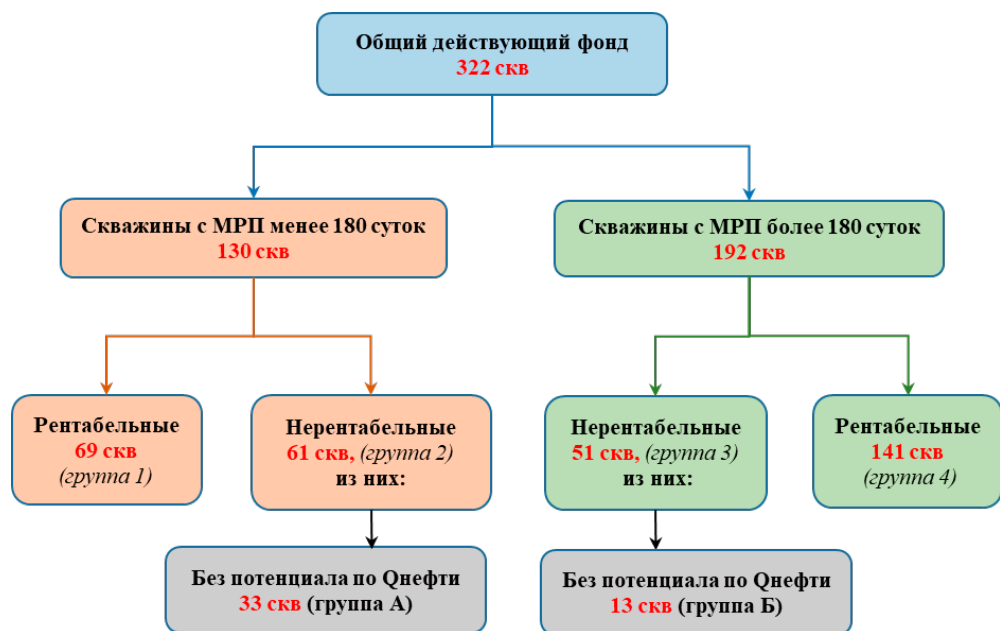 Общий действующий фонд
322 скв
Скважины с МРП менее 180 суток
130 скв
Скважины с МРП более 180 суток
192 скв
Рентабельные
69 скв
(группа 1)
Нерентабельные
61 скв, (группа 2)
из них:
Нерентабельные
51 скв, (группа 3)
из них:
Рентабельные
141 скв
(группа 4)
Без потенциала по Qнефти
33 скв (группа А)
Без потенциала по Qнефти
13 скв (группа Б)